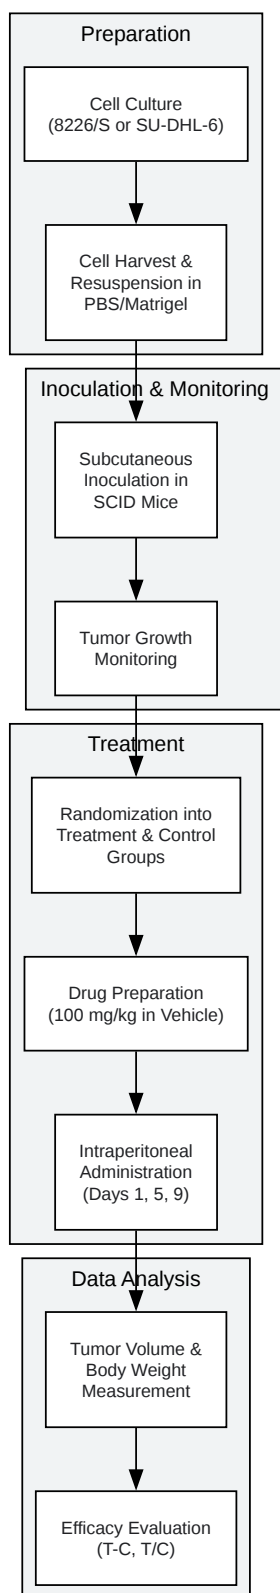 Preparation
Cell Culture
(8226/S or SU-DHL-6)
Cell Harvest &
Resuspension in
PBS/Matrigel
Inoculation & Monitoring
Subcutaneous
Inoculation in
SCID Mice
Tumor Growth
Monitoring
Treatment
Randomization into
Treatment & Control
Groups
Drug Preparation
(100 mg/kg in Vehicle)
Intraperitoneal
Administration
(Days 1, 5, 9)
Data Analysis
Tumor Volume &
Body Weight
Measurement
Efficacy Evaluation
(T-C, T/C)